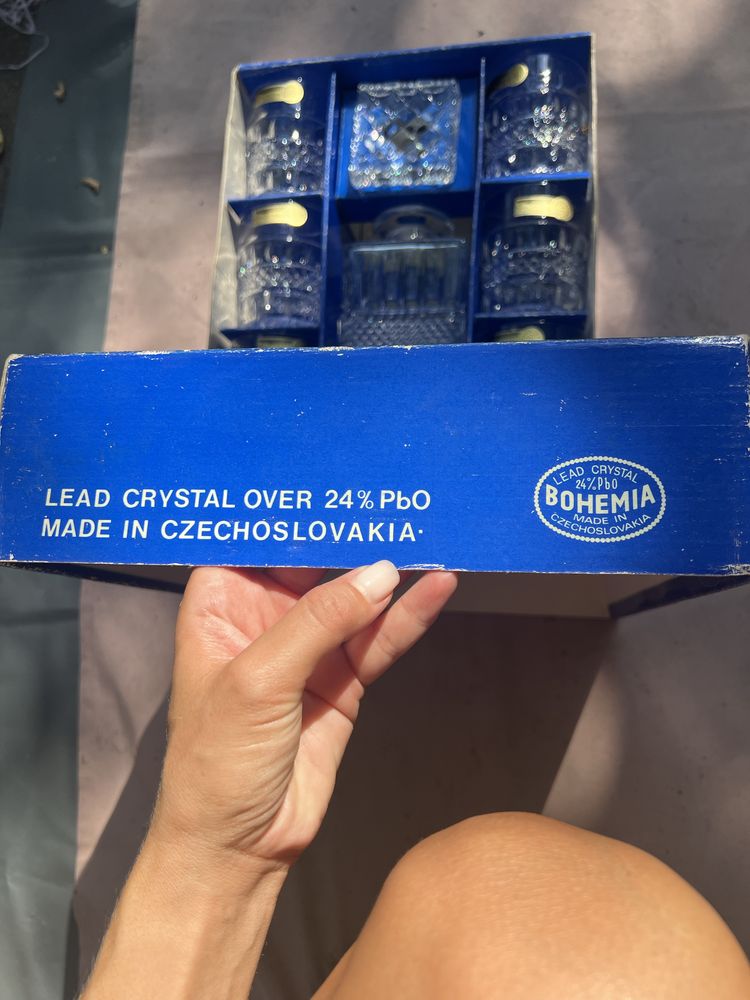 LEAD CRYSTAL OVER 24% PbO
MADE IN CZECHOSLOVAKIA·
LEAD CRYSTAL
24% PbO
BOHEMIA
MADE IN
CZECHOSLOVAKIA